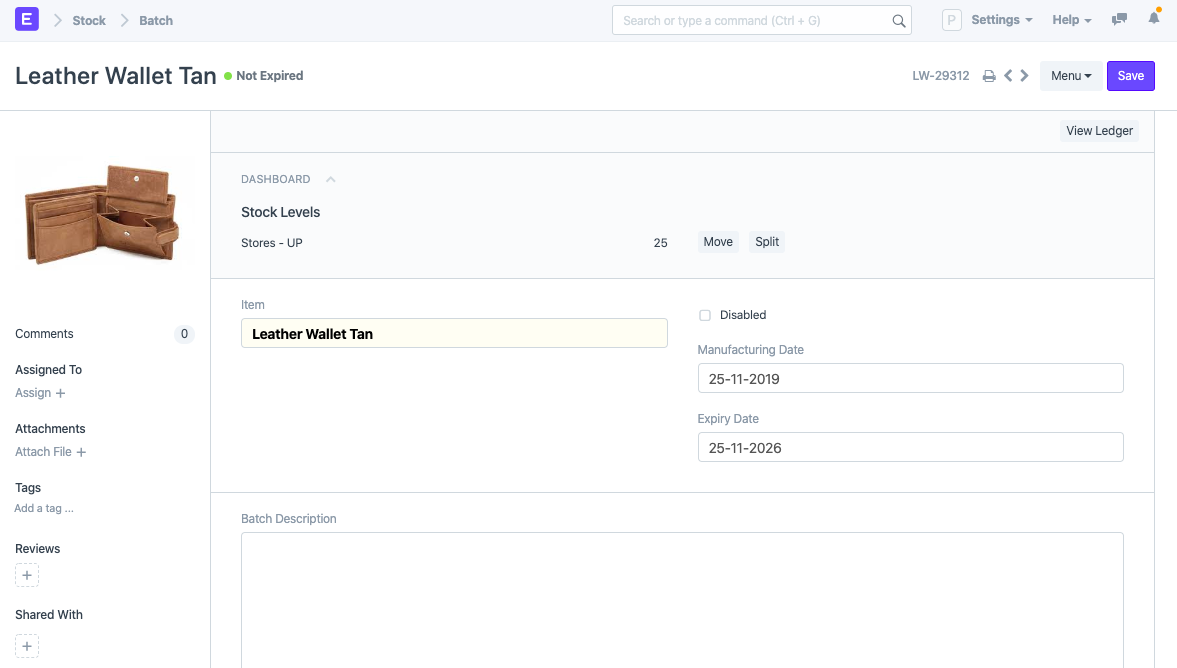 E Stock Batch
Search or type a command (Ctrl + G)
P Settings Help
Leather Wallet Tan Not Expired
LW-29312 Menu Save
View Ledger
DASHBOARD
Stock Levels
Stores - UP 25 Move Split
Item
Leather Wallet Tan
Disabled
Manufacturing Date
25-11-2019
Expiry Date
25-11-2026
Batch Description
Comments 0
Assigned To
Assign +
Attachments
Attach File +
Tags
Add a tag ...
Reviews
+
Shared With
+